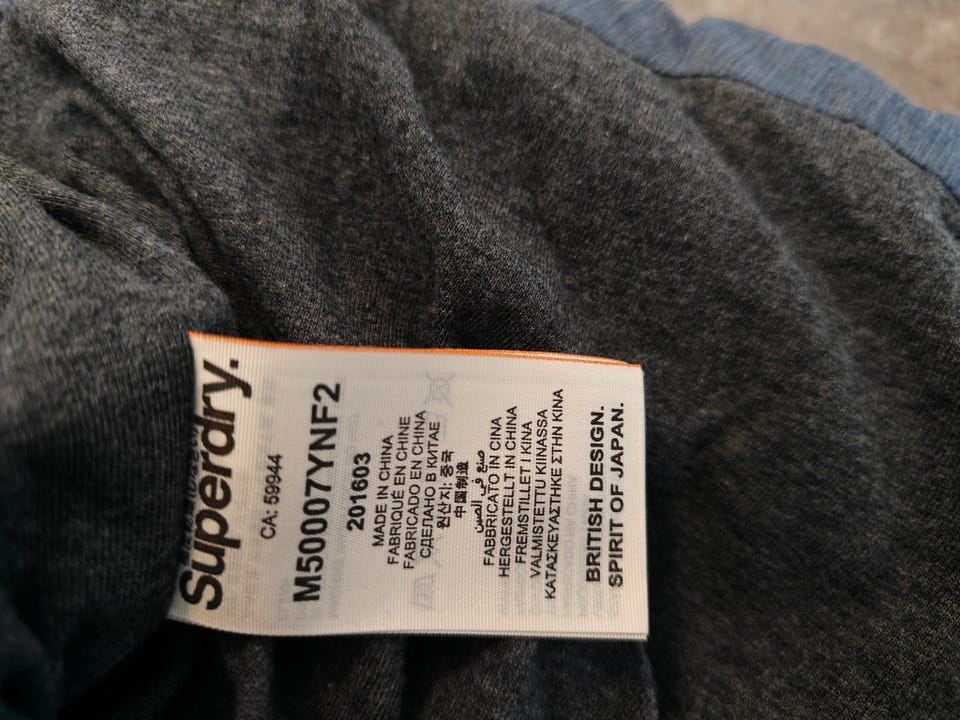 Superdry.
CA: 59944
M50007YNF2
201603
MADE IN CHINA
FABRIQUÉ EN CHINE
FABRICADO EN CHINA
СДЕЛАНО В КИТАЕ
원산지: 중국
中国制造
صنع في الصين
FABBRICATO IN CINA
HERGESTELLT IN CHINA
FREMSTILLET I KINA
VALMISTETTU KIINASSA
ΚΑΤΑΣΚΕΥΑΣΤΗΚΕ ΣΤΗΝ ΚΙΝΑ
BRITISH DESIGN.
SPIRIT OF JAPAN.